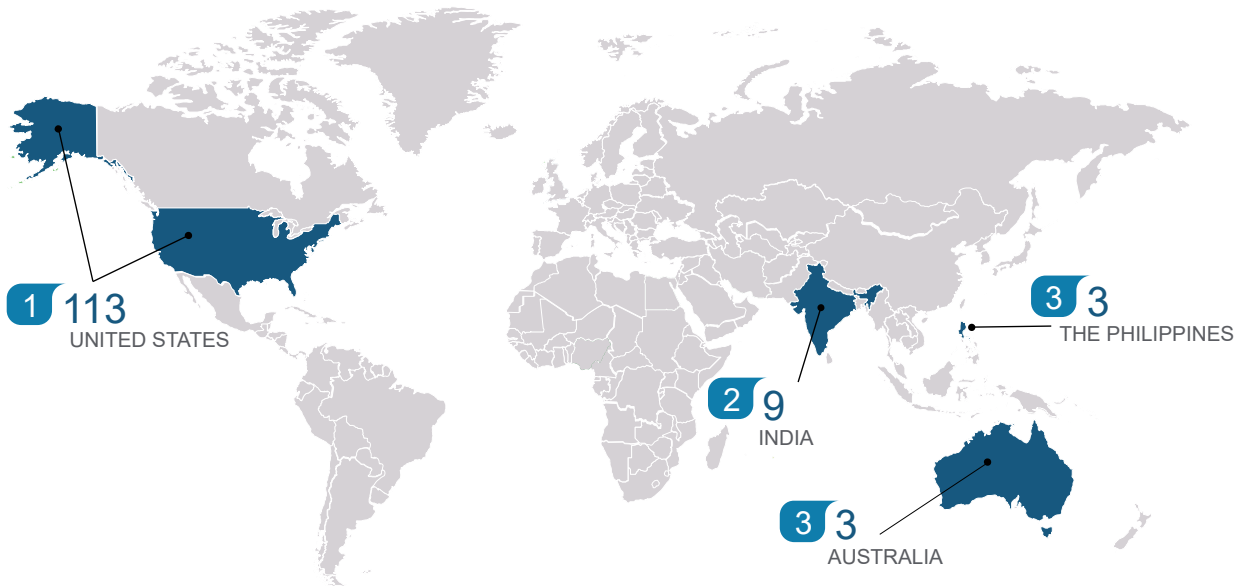 1 113
UNITED STATES
3 3
THE PHILIPPINES
2 9
INDIA
3 3
AUSTRALIA